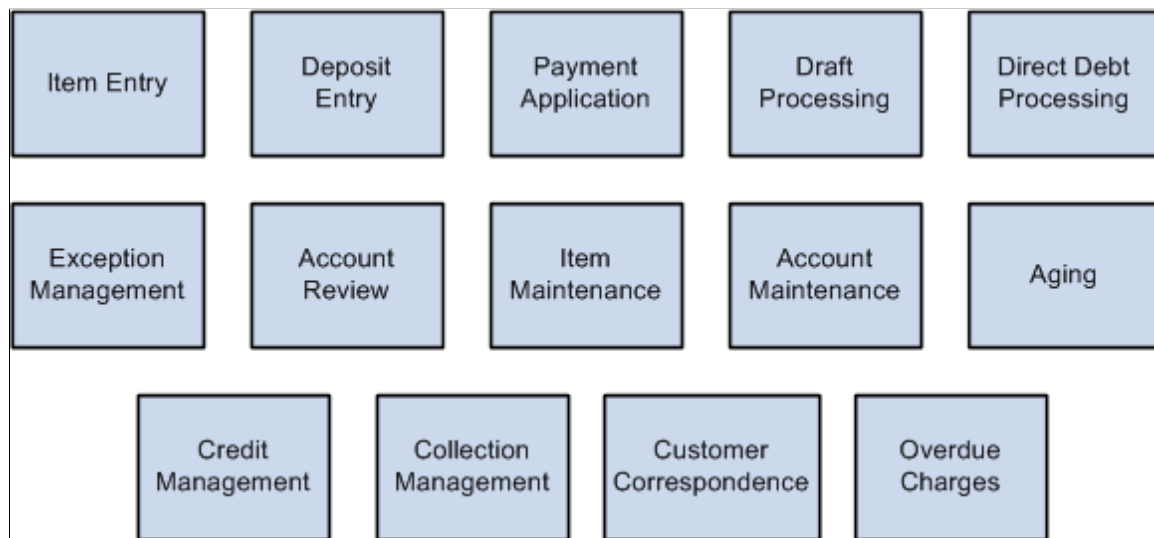 Item Entry
Deposit
Entry
Payment
Application
Draft
Processing
Direct Debt
Processing
Exception
Management
Account
Review
Item
Maintenance
Account
Maintenance
Aging
Credit
Management
Collection
Management
Customer
Correspondence
Overdue
Charges